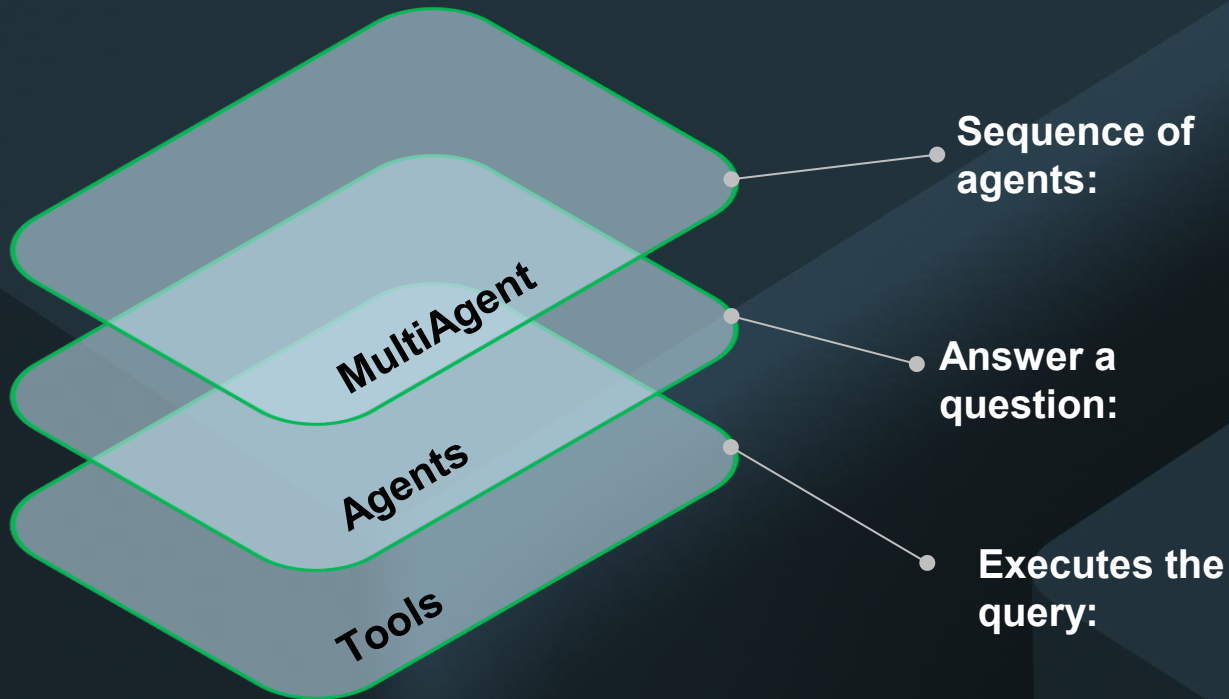 Sequence of
agents:
MultiAgent
Answer a
question:
Agents
Executes the
query:
Tools